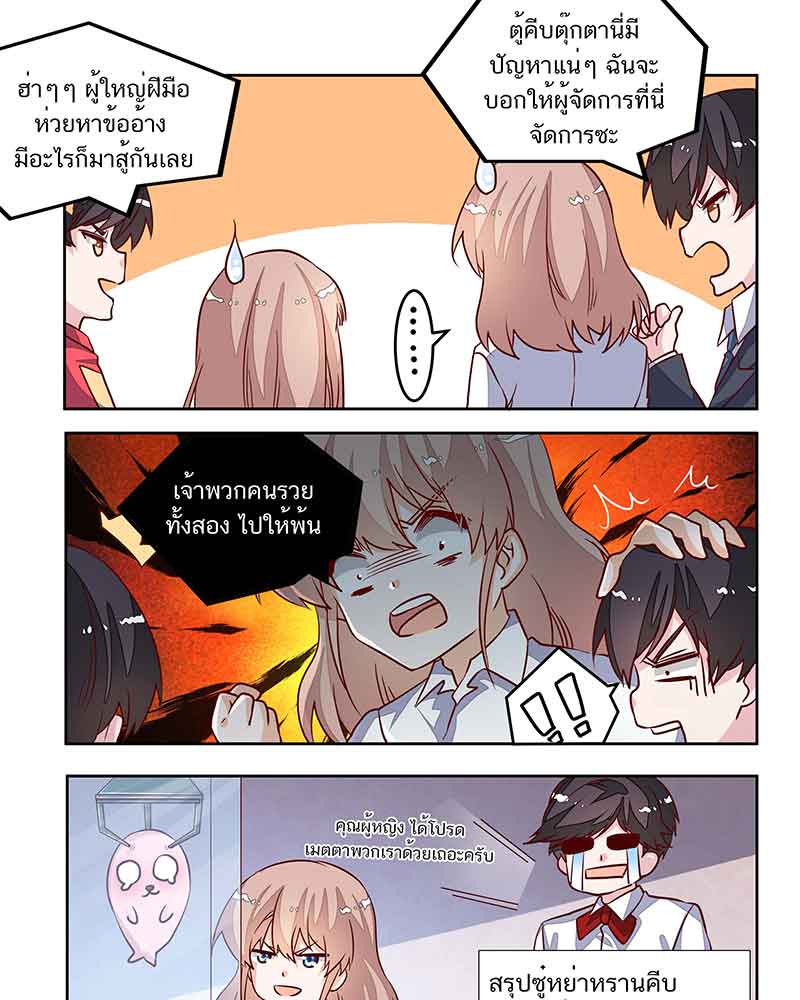 ตู้คีบตุ๊กตานี่มี
ปัญหาแน่ๆ ฉันจะ
บอกให้ผู้จัดการที่นี่
จัดการซะ
ฮ่าๆๆ ผู้ใหญ่ฝีมือ
ห่วยหาข้ออ้าง
มีอะไรก็มาสู้กันเลย
......
เจ้าพวกคนรวย
ทั้งสอง ไปให้พ้น
!!
คุณผู้หญิง ได้โปรด
เมตตาพวกเราด้วยเถอะครับ
สรุปซู๋หย่าหรานคีบ